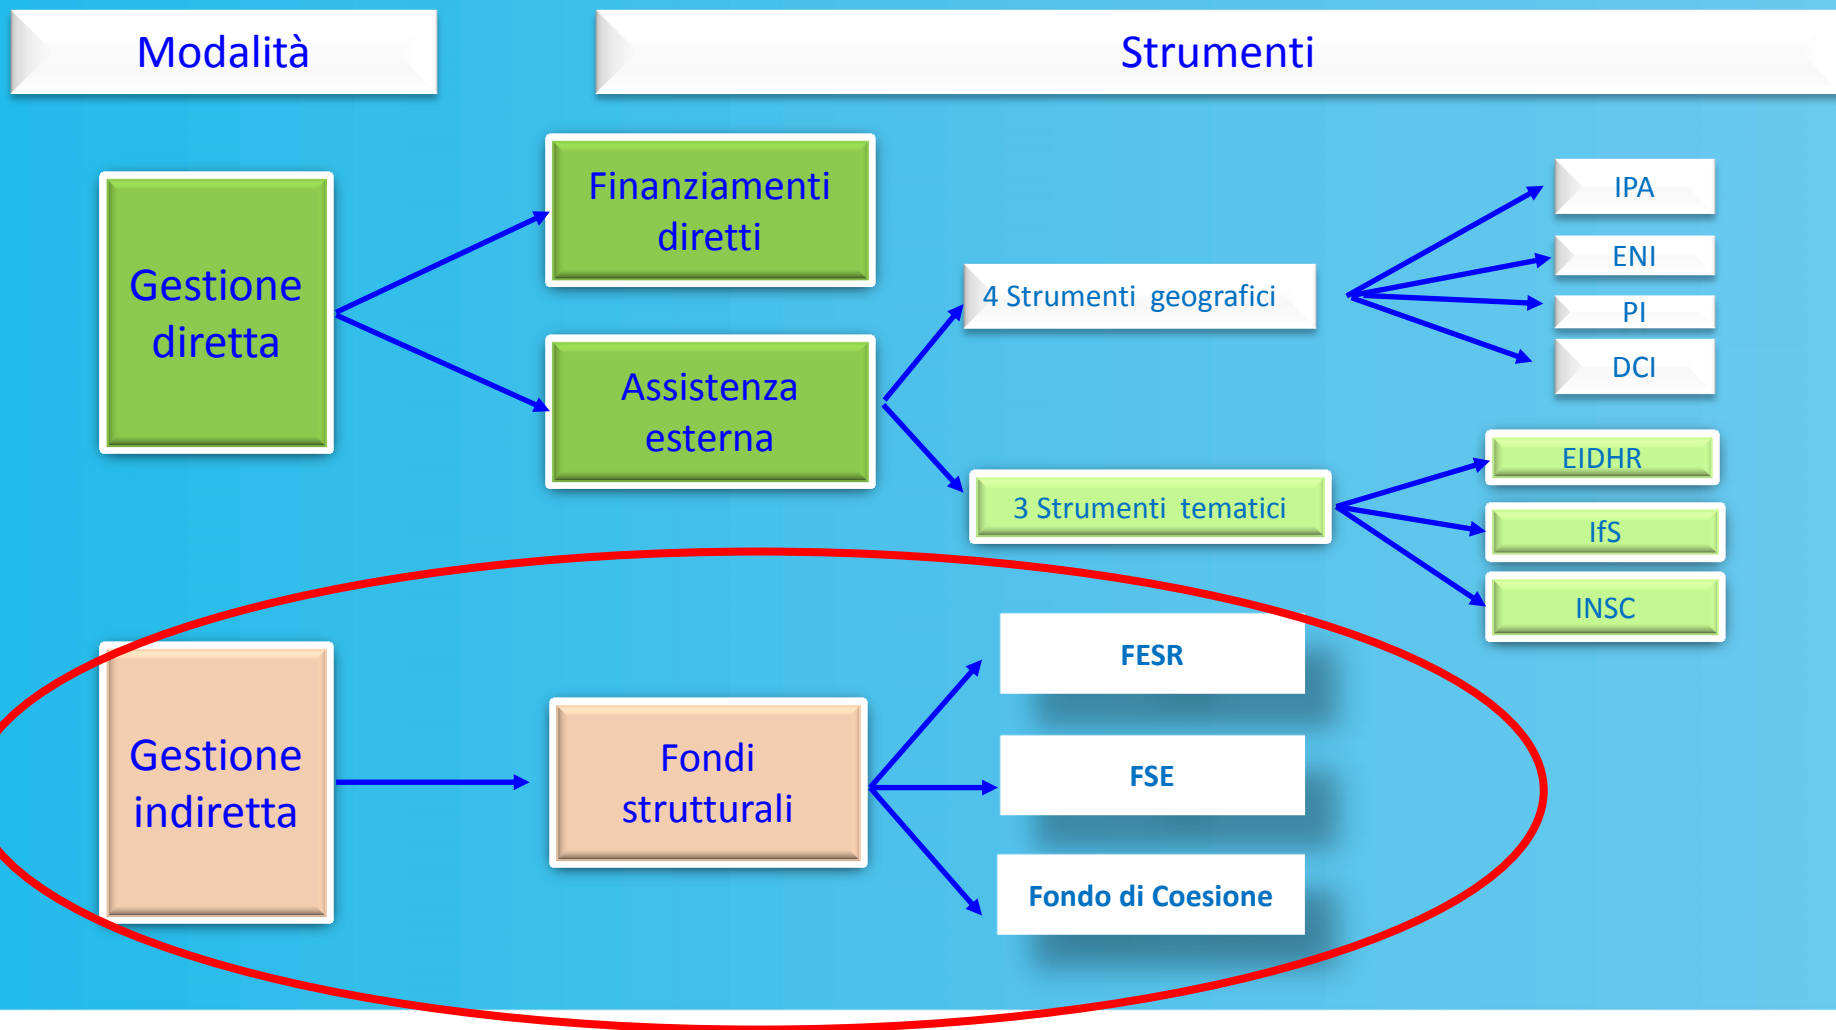 Modalità
Strumenti
Gestione
diretta
Finanziamenti
diretti
Assistenza
esterna
4 Strumenti geografici
IPA
ENI
PI
DCI
3 Strumenti tematici
EIDHR
IfS
INSC
Gestione
indiretta
Fondi
strutturali
FESR
FSE
Fondo di Coesione